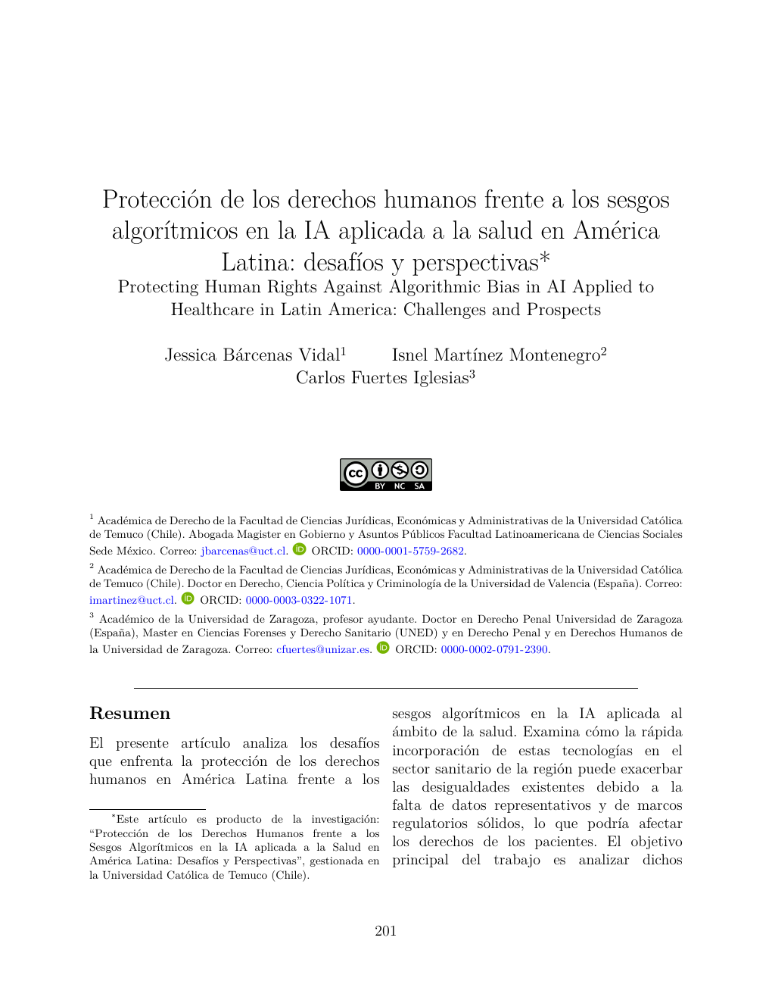 Protección de los derechos humanos frente a los sesgos
algorítmicos en la IA aplicada a la salud en América
Latina: desafíos y perspectivas*
Protecting Human Rights Against Algorithmic Bias in AI Applied to
Healthcare in Latin America: Challenges and Prospects
Jessica Bárcenas Vidal1 Isnel Martínez Montenegro2
Carlos Fuertes Iglesias3
cc BY NC SA
1 Académica de Derecho de la Facultad de Ciencias Jurídicas, Económicas y Administrativas de la Universidad Católica
de Temuco (Chile). Abogada Magister en Gobierno y Asuntos Públicos Facultad Latinoamericana de Ciencias Sociales
Sede México. Correo: jbarcenas@uct.cl. iD ORCID: 0000-0001-5759-2682.
2 Académica de Derecho de la Facultad de Ciencias Jurídicas, Económicas y Administrativas de la Universidad Católica
de Temuco (Chile). Doctor en Derecho, Ciencia Política y Criminología de la Universidad de Valencia (España). Correo:
imartinez@uct.cl. iD ORCID: 0000-0003-0322-1071.
3 Académico de la Universidad de Zaragoza, profesor ayudante. Doctor en Derecho Penal Universidad de Zaragoza
(España), Master en Ciencias Forenses y Derecho Sanitario (UNED) y en Derecho Penal y en Derechos Humanos de
la Universidad de Zaragoza. Correo: cfuertes@unizar.es. iD ORCID: 0000-0002-0791-2390.
Resumen
El presente artículo analiza los desafíos
que enfrenta la protección de los derechos
humanos en América Latina frente a los
sesgos algorítmicos en la IA aplicada al
ámbito de la salud. Examina cómo la rápida
incorporación de estas tecnologías en el
sector sanitario de la región puede exacerbar
las desigualdades existentes debido a la
falta de datos representativos y de marcos
regulatorios sólidos, lo que podría afectar
los derechos de los pacientes. El objetivo
principal del trabajo es analizar dichos
*Este artículo es producto de la investigación:
“Protección de los Derechos Humanos frente a los
Sesgos Algorítmicos en la IA aplicada a la Salud en
América Latina: Desafíos y Perspectivas”, gestionada en
la Universidad Católica de Temuco (Chile).
201